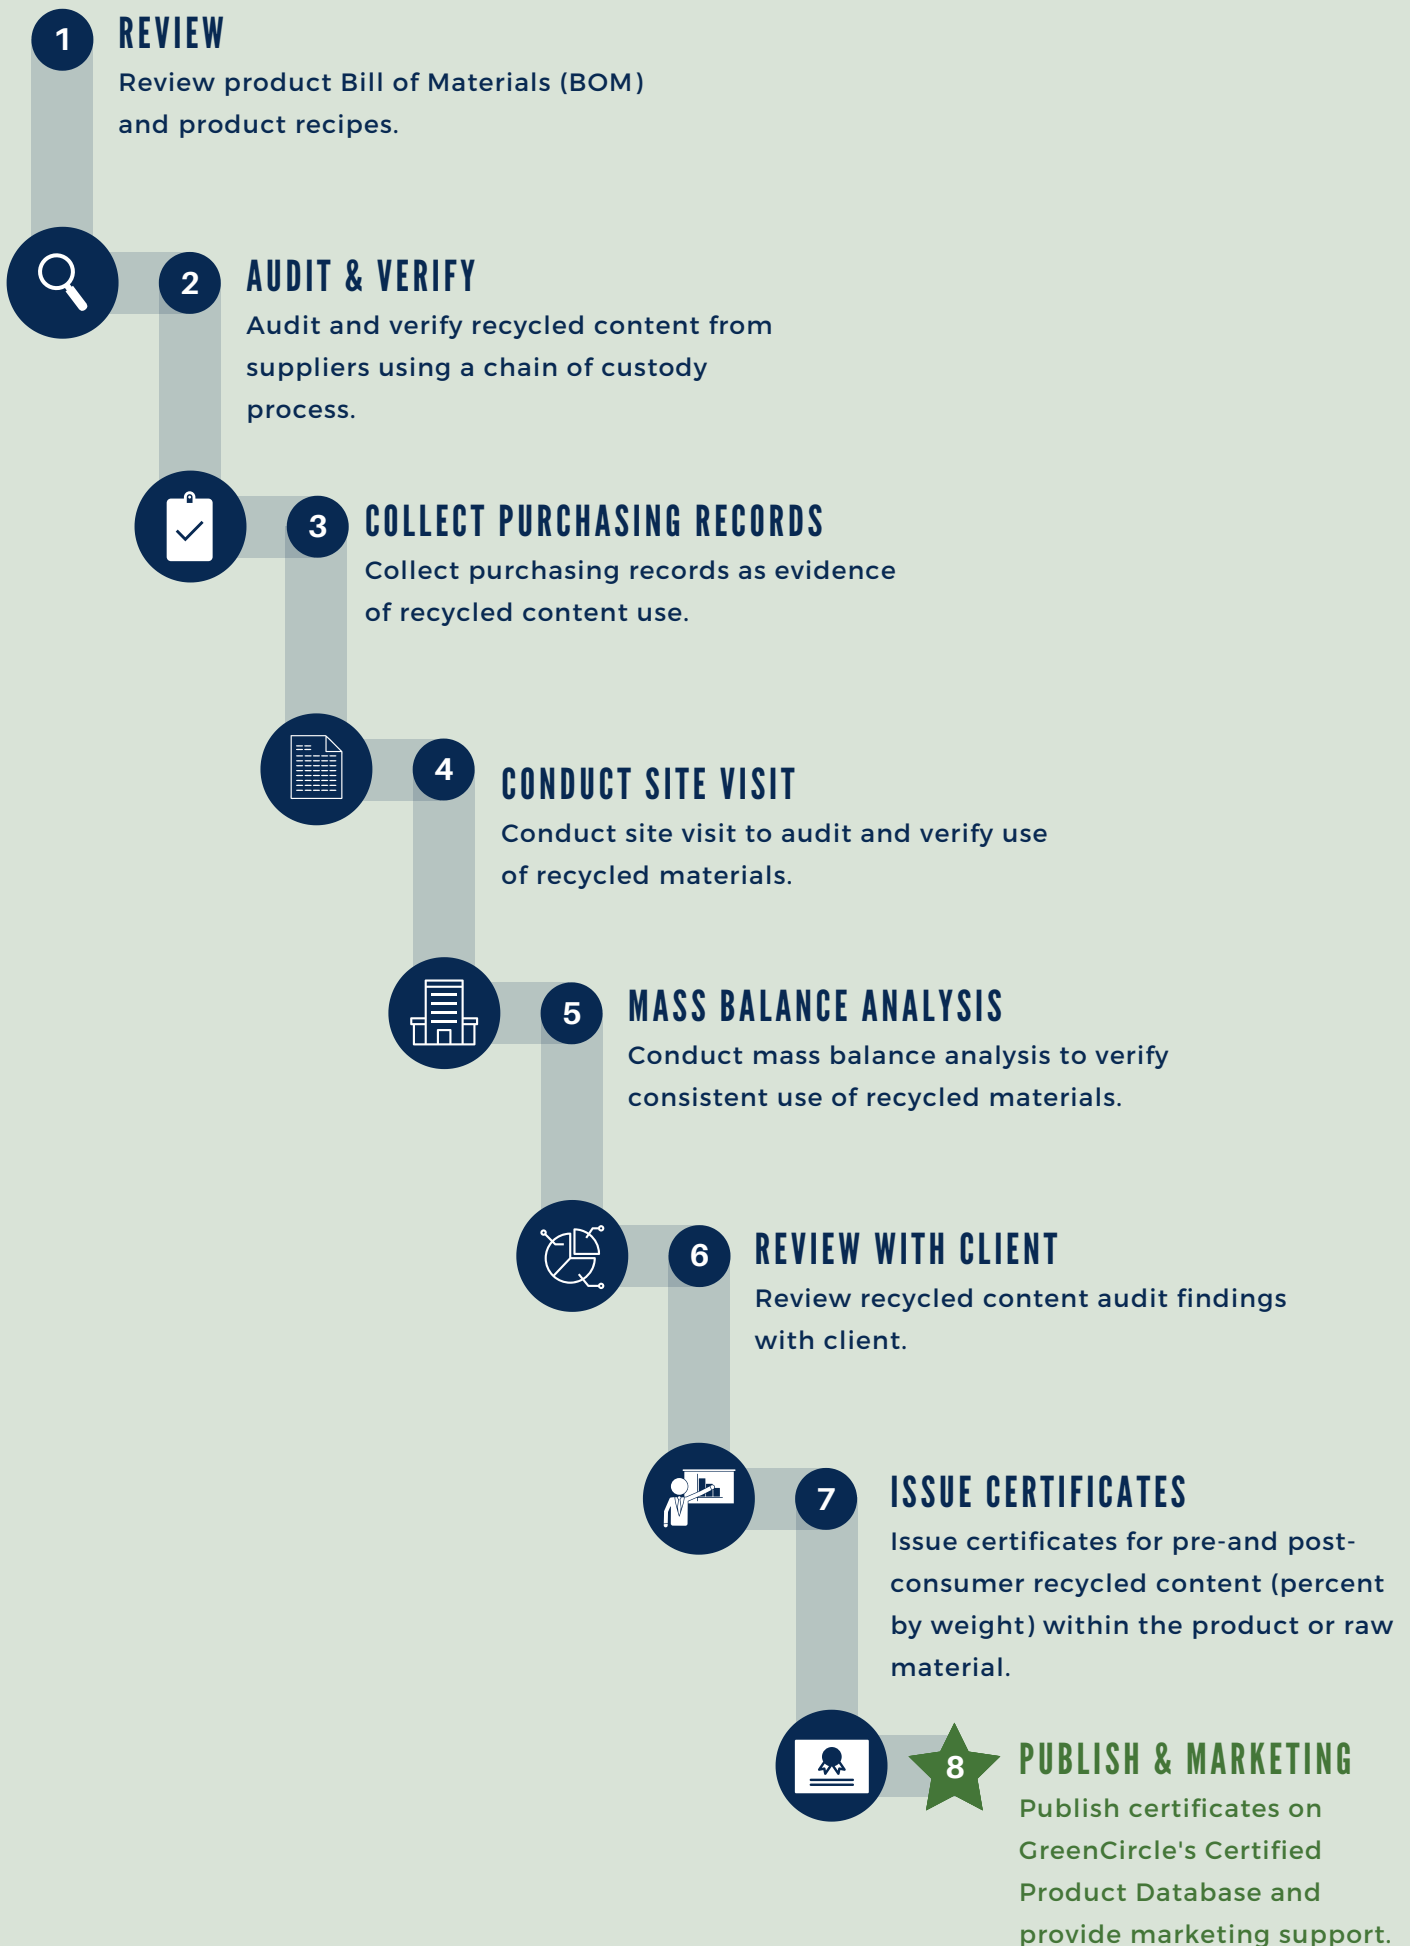 1
REVIEW
Review product Bill of Materials (BOM)
and product recipes.
2
AUDIT & VERIFY
Audit and verify recycled content from
suppliers using a chain of custody
process.
3
COLLECT PURCHASING RECORDS
Collect purchasing records as evidence
of recycled content use.
4
CONDUCT SITE VISIT
Conduct site visit to audit and verify use
of recycled materials.
5
MASS BALANCE ANALYSIS
Conduct mass balance analysis to verify
consistent use of recycled materials.
6
REVIEW WITH CLIENT
Review recycled content audit findings
with client.
7
ISSUE CERTIFICATES
Issue certificates for pre-and post-
consumer recycled content (percent
by weight) within the product or raw
material.
8
PUBLISH & MARKETING
Publish certificates on
GreenCircle's Certified
Product Database and
provide marketing support.